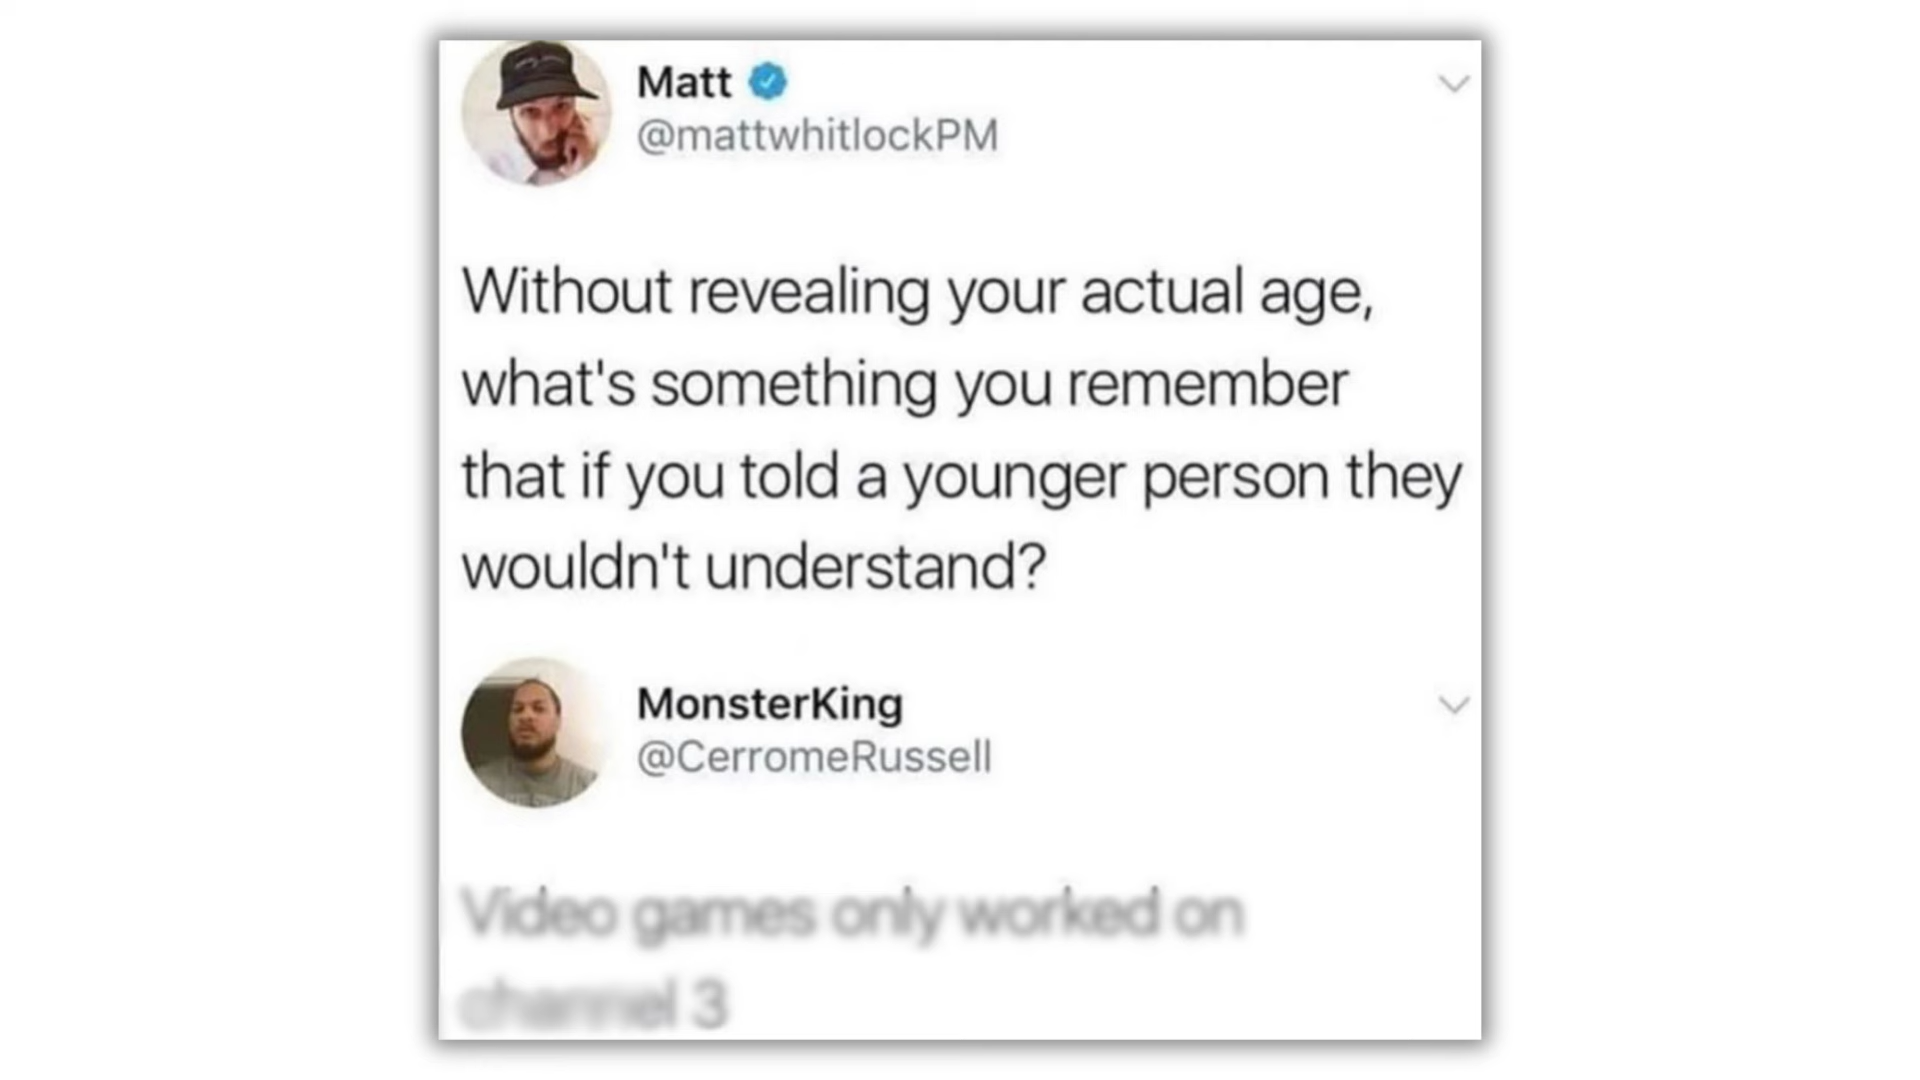 Matt
@mattwhitlockPM
Without revealing your actual age,
what's something you remember
that if you told a younger person they
wouldn't understand?
MonsterKing
@CerromeRussell
Video games only worked on
channel 3